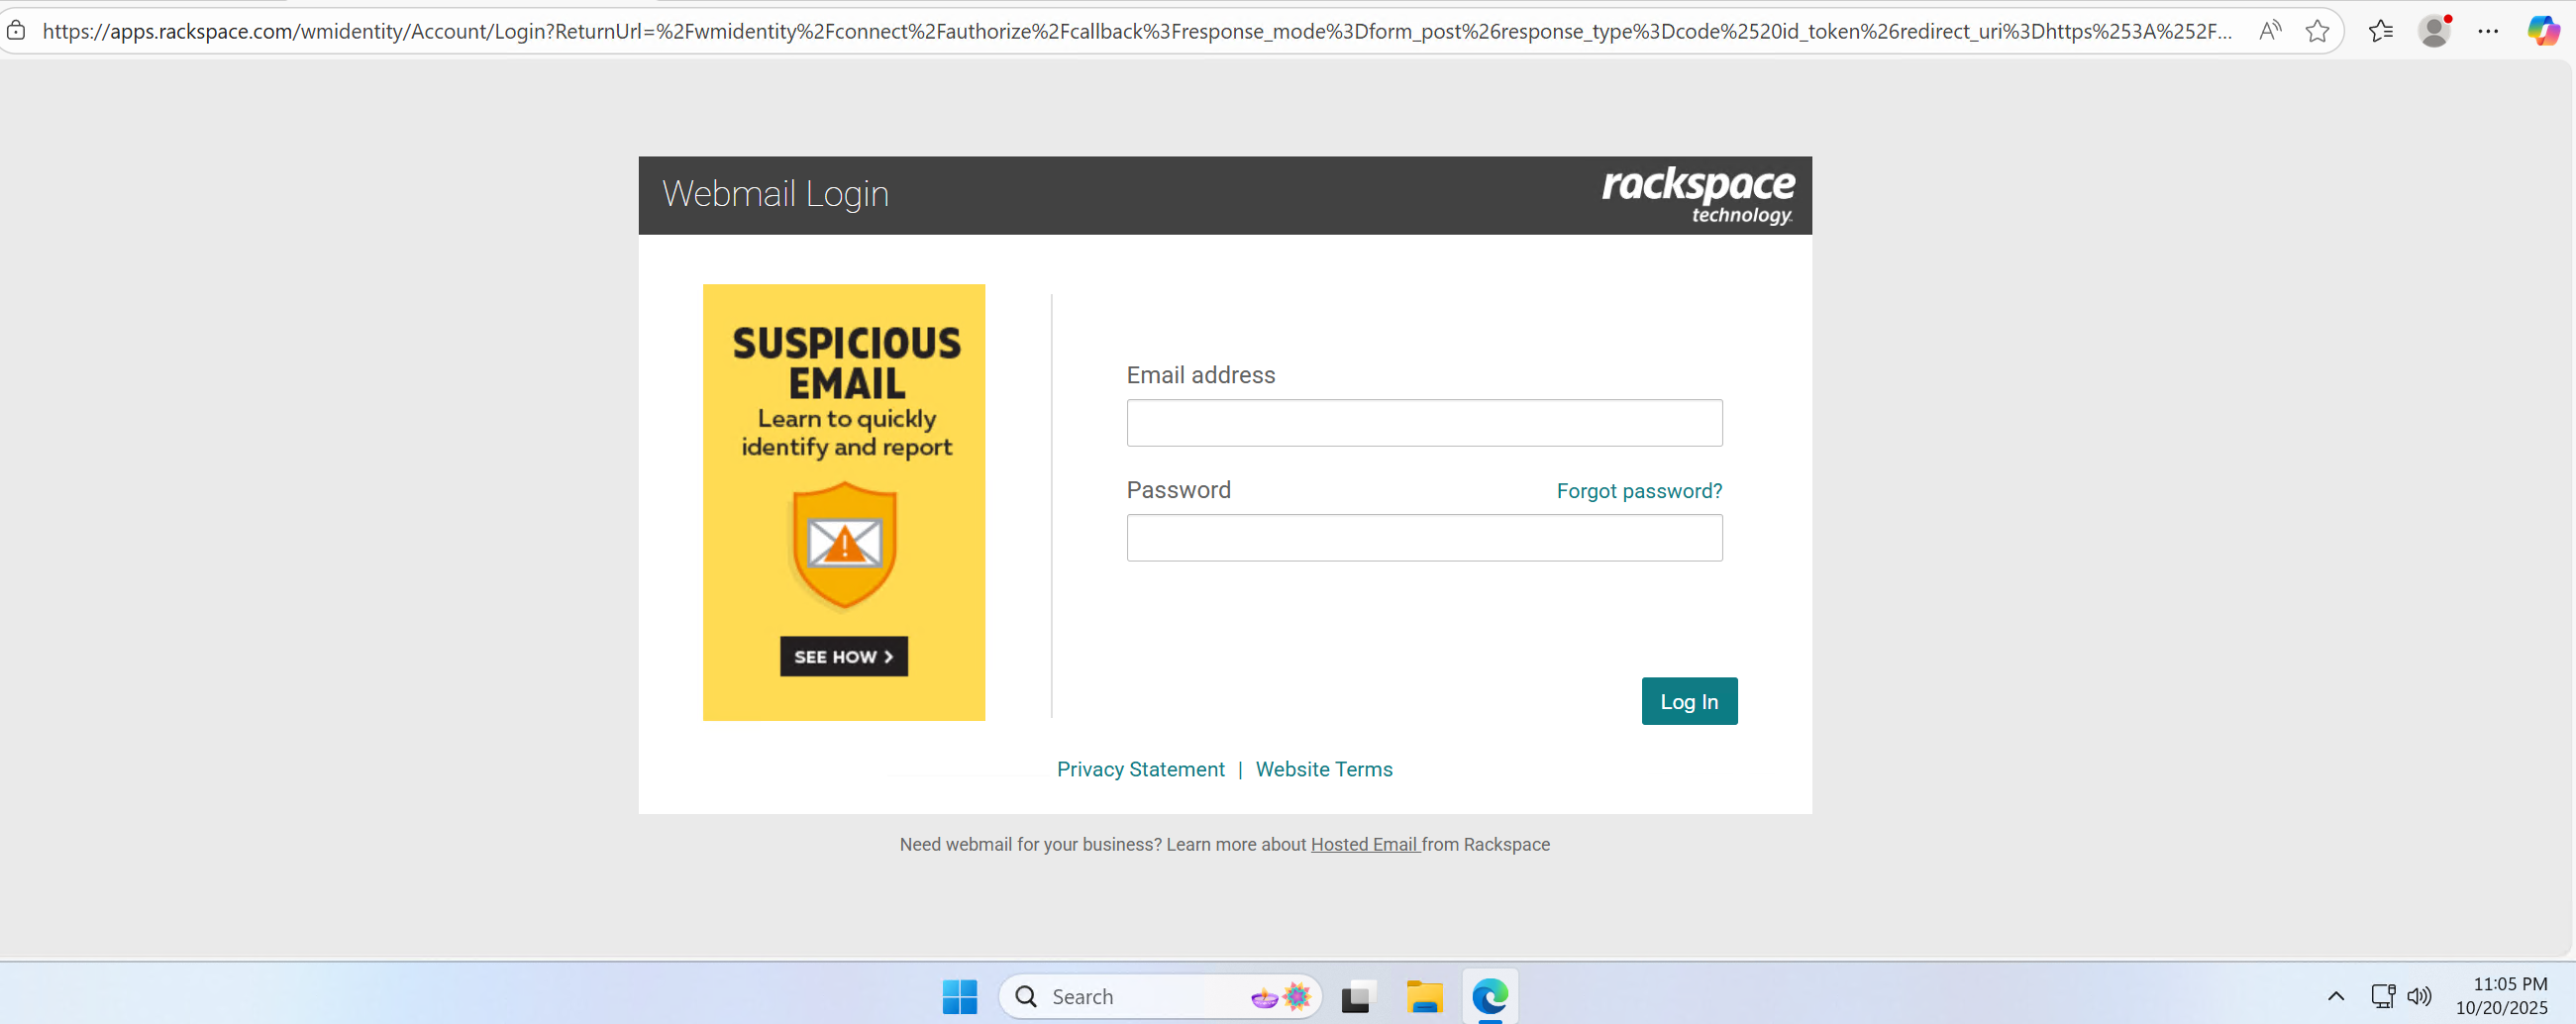 https://apps.rackspace.com/wmidentity/Account/Login?ReturnUrl=%2Fwmidentity%2Fconnect%2Fauthorize%2Fcallback%3Fresponse_mode%3Dform_post%26response_type%3Dcode%2520id_token%26redirect_uri%3Dhttps%253A%252F...
Webmail Login
rackspace
technology
SUSPICIOUS
EMAIL
Learn to quickly
identify and report
SEE HOW >
Email address
Password
Forgot password?
Log In
Privacy Statement | Website Terms
Need webmail for your business? Learn more about Hosted Email from Rackspace
Search
11:05 PM
10/20/2025